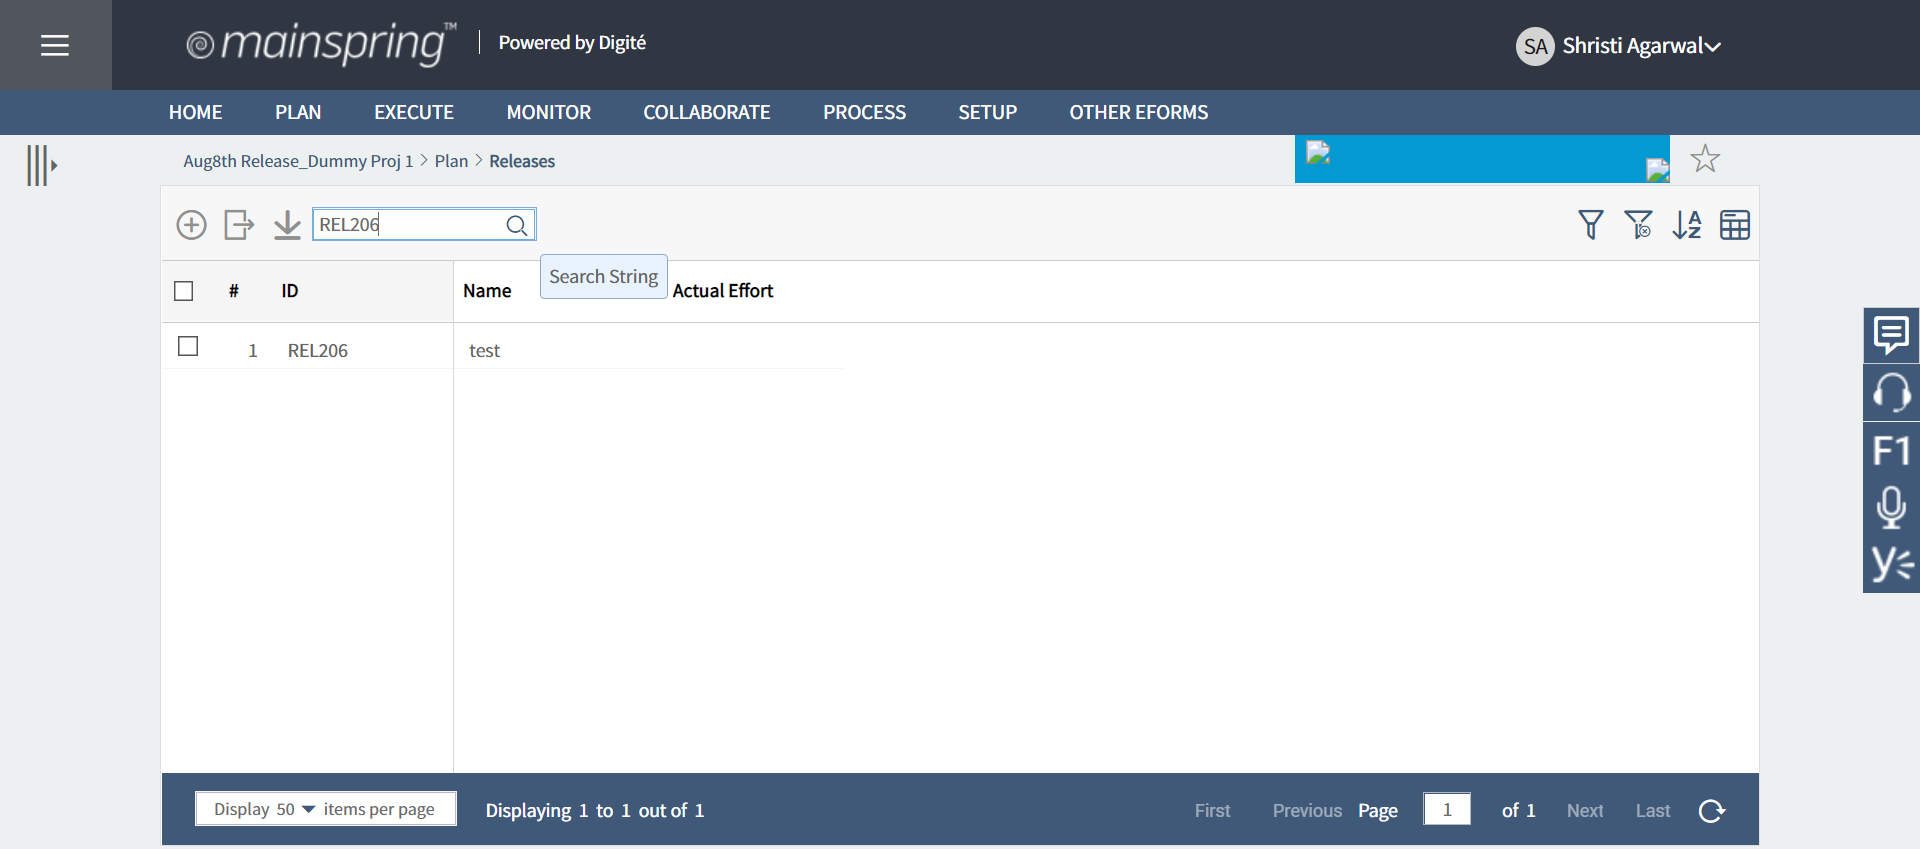 mainspring™ Powered by Digité
SA Shristi Agarwal
HOME PLAN EXECUTE MONITOR COLLABORATE PROCESS SETUP OTHER EFORMS
Aug8th Release_Dummy Proj 1 > Plan > Releases
REL206
Search String
# ID Name Actual Effort
1 REL206 test
F1
Display 50 items per page Displaying 1 to 1 out of 1 First Previous Page 1 of 1 Next Last